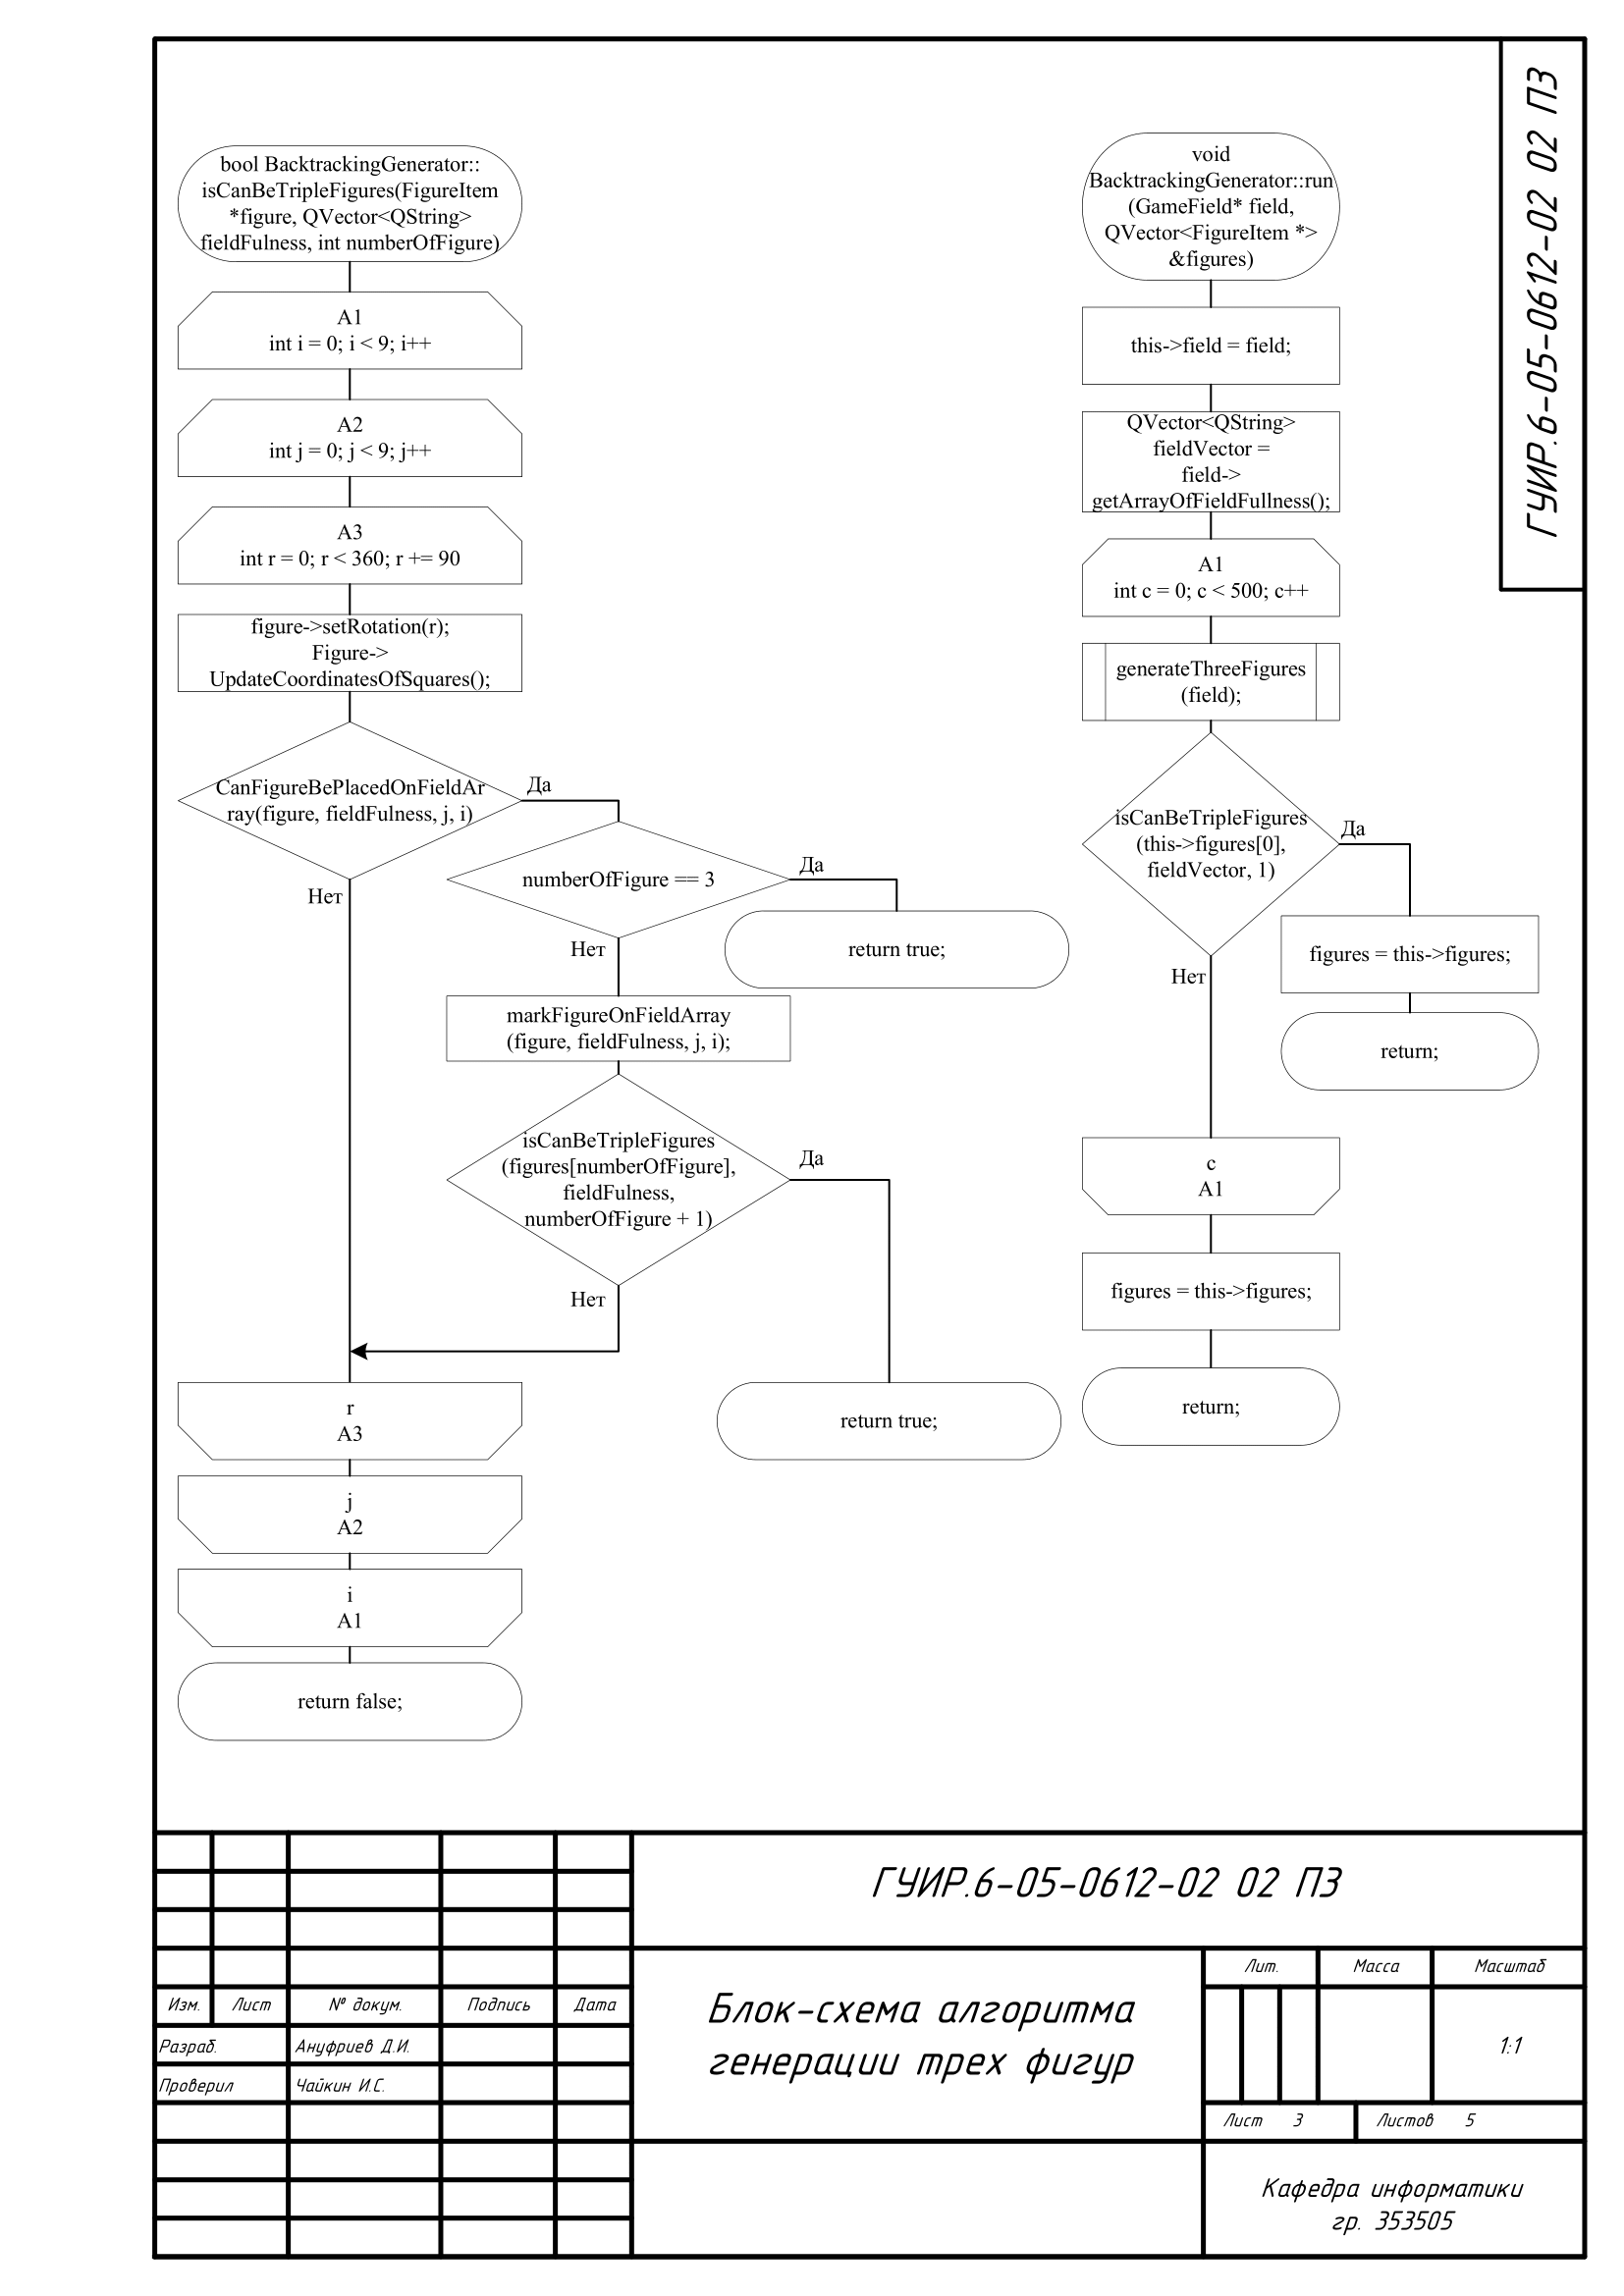 ГУИР.6-05-0612-02 02 ПЗ
bool BacktrackingGenerator::
isCanBeTripleFigures(FigureItem
*figure, QVector<QString>
fieldFulness, int numberOfFigure)
A1
int i = 0; i < 9; i++
A2
int j = 0; j < 9; j++
A3
int r = 0; r < 360; r += 90
figure->setRotation(r);
Figure->
UpdateCoordinatesOfSquares();
CanFigureBePlacedOnFieldAr
ray(figure, fieldFulness, j, i)
Да
Нет
numberOfFigure == 3
Да
return true;
Нет
markFigureOnFieldArray
(figure, fieldFulness, j, i);
isCanBeTripleFigures
(figures[numberOfFigure],
fieldFulness,
numberOfFigure + 1)
Да
Нет
return true;
r
A3
j
A2
i
A1
return false;
void
BacktrackingGenerator::run
(GameField* field,
QVector<FigureItem *>
&figures)
this->field = field;
QVector<QString>
fieldVector =
field->
getArrayOfFieldFullness();
A1
int c = 0; c < 500; c++
generateThreeFigures
(field);
isCanBeTripleFigures
(this->figures[0],
fieldVector, 1)
Да
figures = this->figures;
return;
Нет
c
A1
figures = this->figures;
return;
ГУИР.6-05-0612-02 02 ПЗ
Изм. Лист № докум. Подпись Дата
Разраб. Ануфриев Д.И.
Проверил Чайкин И.С.
Блок-схема алгоритма
генерации трех фигур
Лит. Масса Масштаб
1:1
Лист 3 Листов 5
Кафедра информатики
гр. 353505